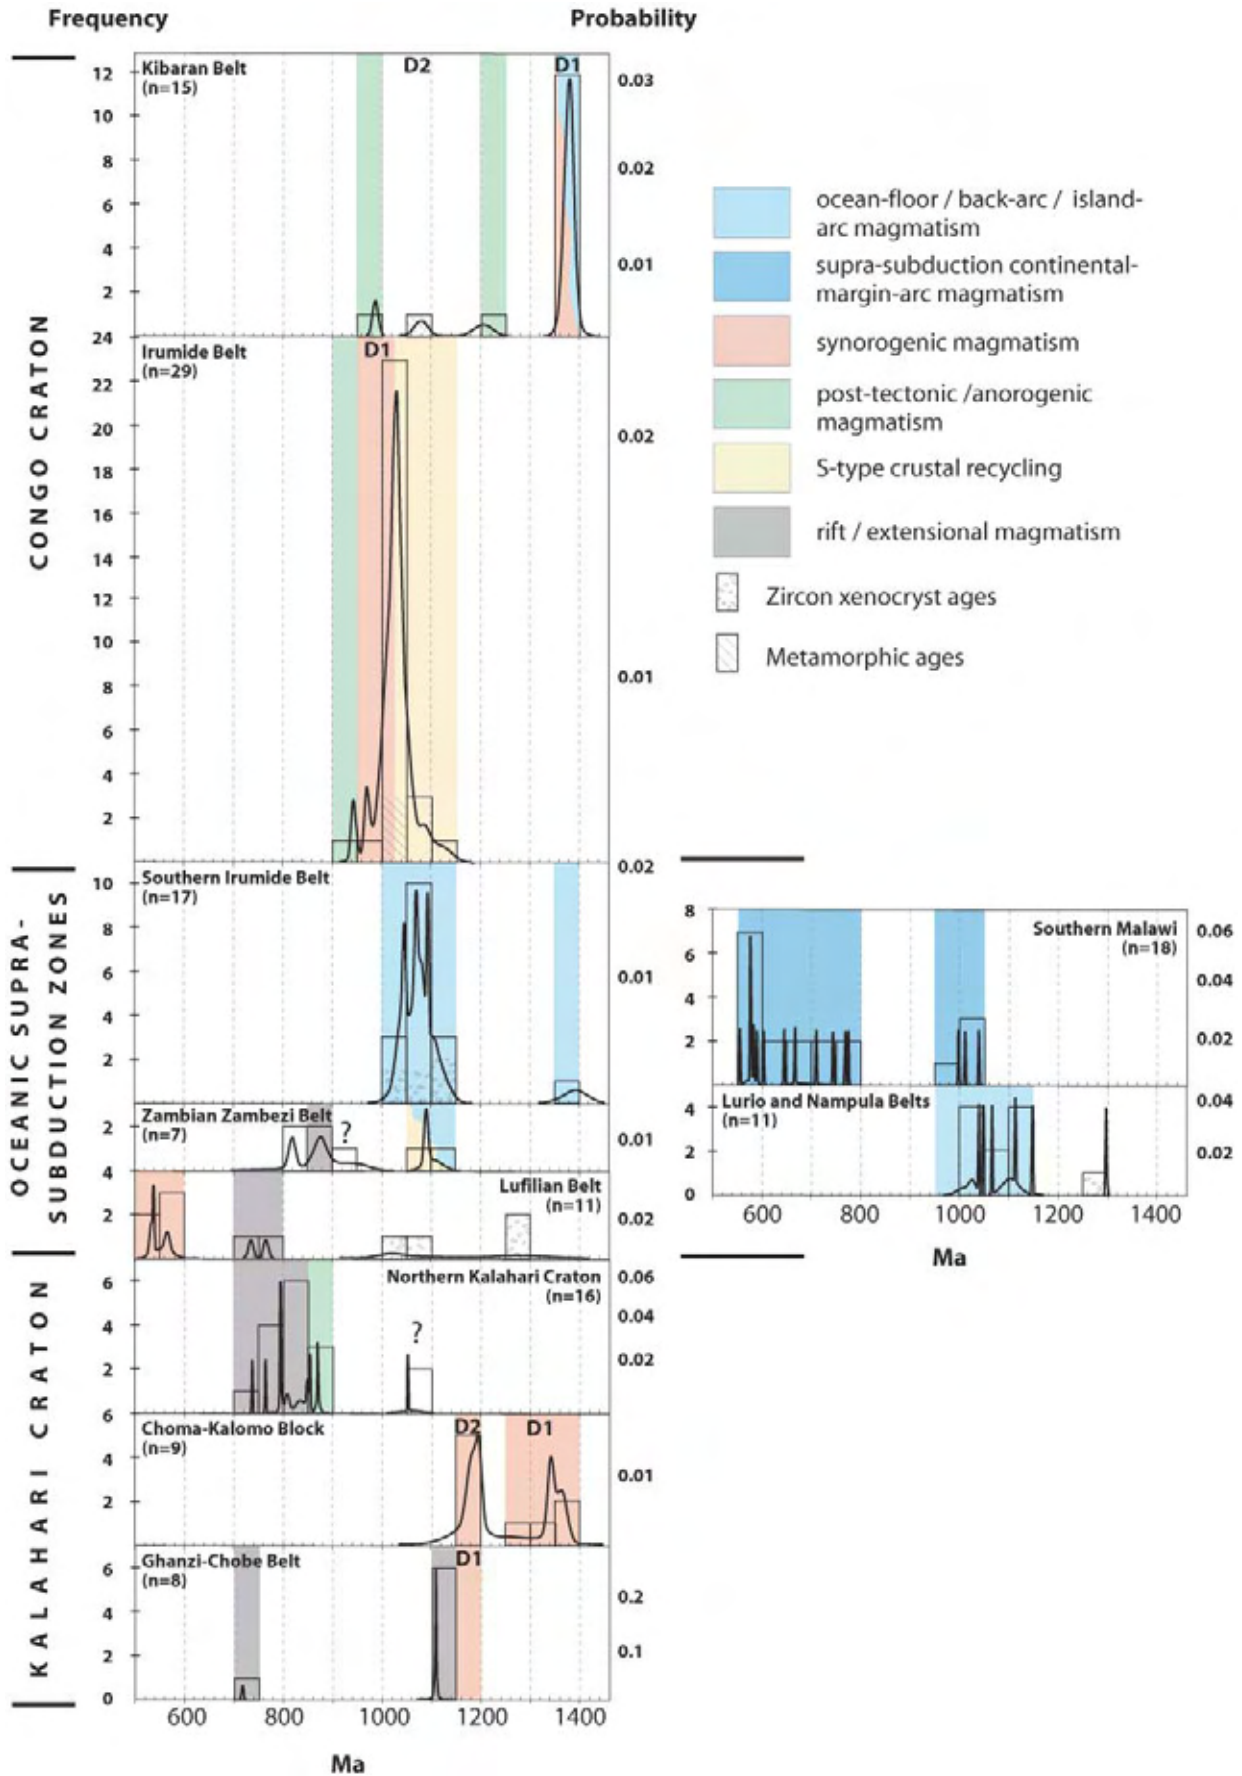 Frequency
Probability
CONGO CRATON
Kibaran Belt
(n=15)
D2
D1
12
10
8
6
4
2
24
0.03
0.02
0.01
Irumide Belt
(n=29)
D1
22
20
18
16
14
12
10
8
6
4
2
0.02
0.01
ocean-floor / back-arc / island-
arc magmatism
supra-subduction continental-
margin-arc magmatism
synorogenic magmatism
post-tectonic /anorogenic
magmatism
S-type crustal recycling
rift / extensional magmatism
Zircon xenocryst ages
Metamorphic ages
OCEANIC SUPRA-
SUBDUCTION ZONES
Southern Irumide Belt
(n=17)
10
8
6
4
2
0.02
0.01
Zambian Zambezi Belt
(n=7)
?
2
4
0.01
Lufilian Belt
(n=11)
2
0.02
Southern Malawi
(n=18)
8
6
4
2
0.06
0.04
0.02
Lurio and Nampula Belts
(n=11)
4
2
0
0.04
0.02
600
800
1000
1200
1400
Ma
KALAHARI CRATON
Northern Kalahari Craton
(n=16)
?
6
4
2
6
0.06
0.04
0.02
Choma-Kalomo Block
(n=9)
D2
D1
4
2
0.01
Ghanzi-Chobe Belt
(n=8)
D1
6
4
2
0
0.2
0.1
600
800
1000
1200
1400
Ma